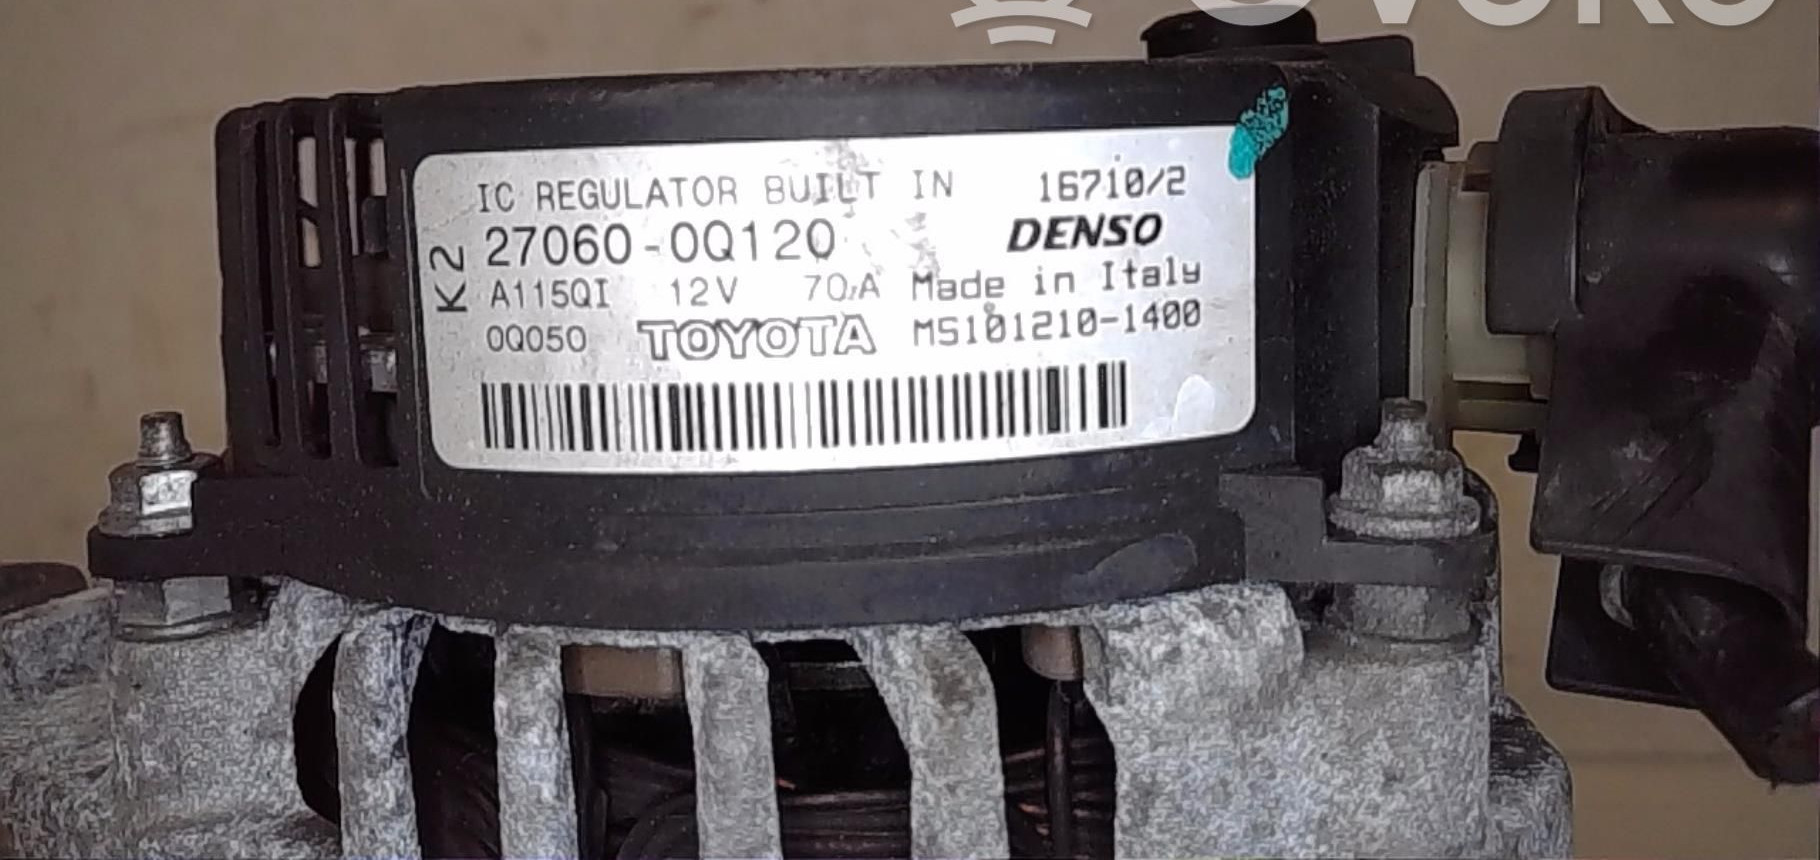 OVOKO
IC REGULATOR BUILT IN 16710/2
K2
27060-0Q120 DENSO
A115QI 12V 70A Made in Italy
0Q050 TOYOTA MS101210-1400